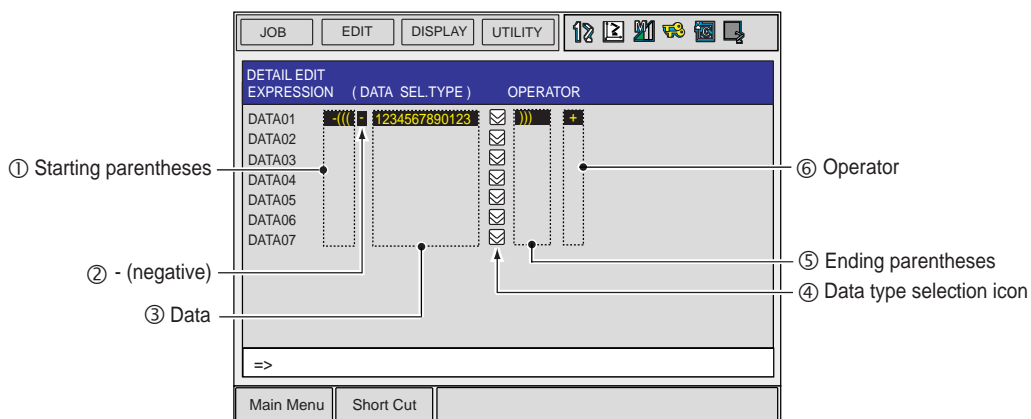 JOB EDIT DISPLAY UTILITY
DETAIL EDIT
EXPRESSION ( DATA SEL.TYPE ) OPERATOR
DATA01 -((( - 1234567890123 ))) +
DATA02
DATA03
DATA04
DATA05
DATA06
DATA07
① Starting parentheses
② - (negative)
③ Data
⑥ Operator
⑤ Ending parentheses
④ Data type selection icon
=>
Main Menu Short Cut